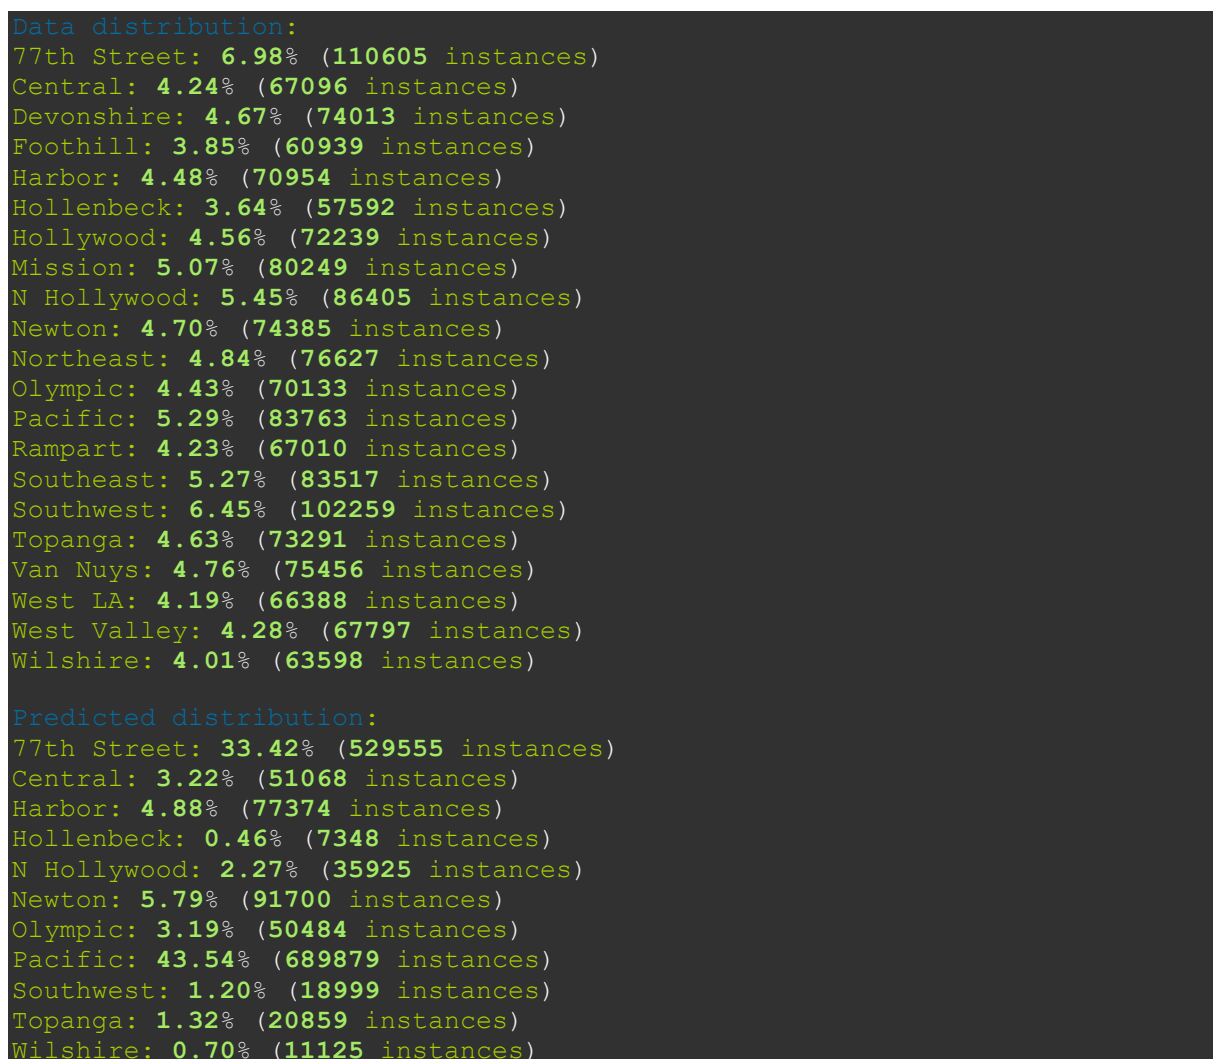 Data distribution:
77th Street: 6.98% (110605 instances)
Central: 4.24% (67096 instances)
Devonshire: 4.67% (74013 instances)
Foothill: 3.85% (60939 instances)
Harbor: 4.48% (70954 instances)
Hollenbeck: 3.64% (57592 instances)
Hollywood: 4.56% (72239 instances)
Mission: 5.07% (80249 instances)
N Hollywood: 5.45% (86405 instances)
Newton: 4.70% (74385 instances)
Northeast: 4.84% (76627 instances)
Olympic: 4.43% (70133 instances)
Pacific: 5.29% (83763 instances)
Rampart: 4.23% (67010 instances)
Southeast: 5.27% (83517 instances)
Southwest: 6.45% (102259 instances)
Topanga: 4.63% (73291 instances)
Van Nuys: 4.76% (75456 instances)
West LA: 4.19% (66388 instances)
West Valley: 4.28% (67797 instances)
Wilshire: 4.01% (63598 instances)
Predicted distribution:
77th Street: 33.42% (529555 instances)
Central: 3.22% (51068 instances)
Harbor: 4.88% (77374 instances)
Hollenbeck: 0.46% (7348 instances)
N Hollywood: 2.27% (35925 instances)
Newton: 5.79% (91700 instances)
Olympic: 3.19% (50484 instances)
Pacific: 43.54% (689879 instances)
Southwest: 1.20% (18999 instances)
Topanga: 1.32% (20859 instances)
Wilshire: 0.70% (11125 instances)